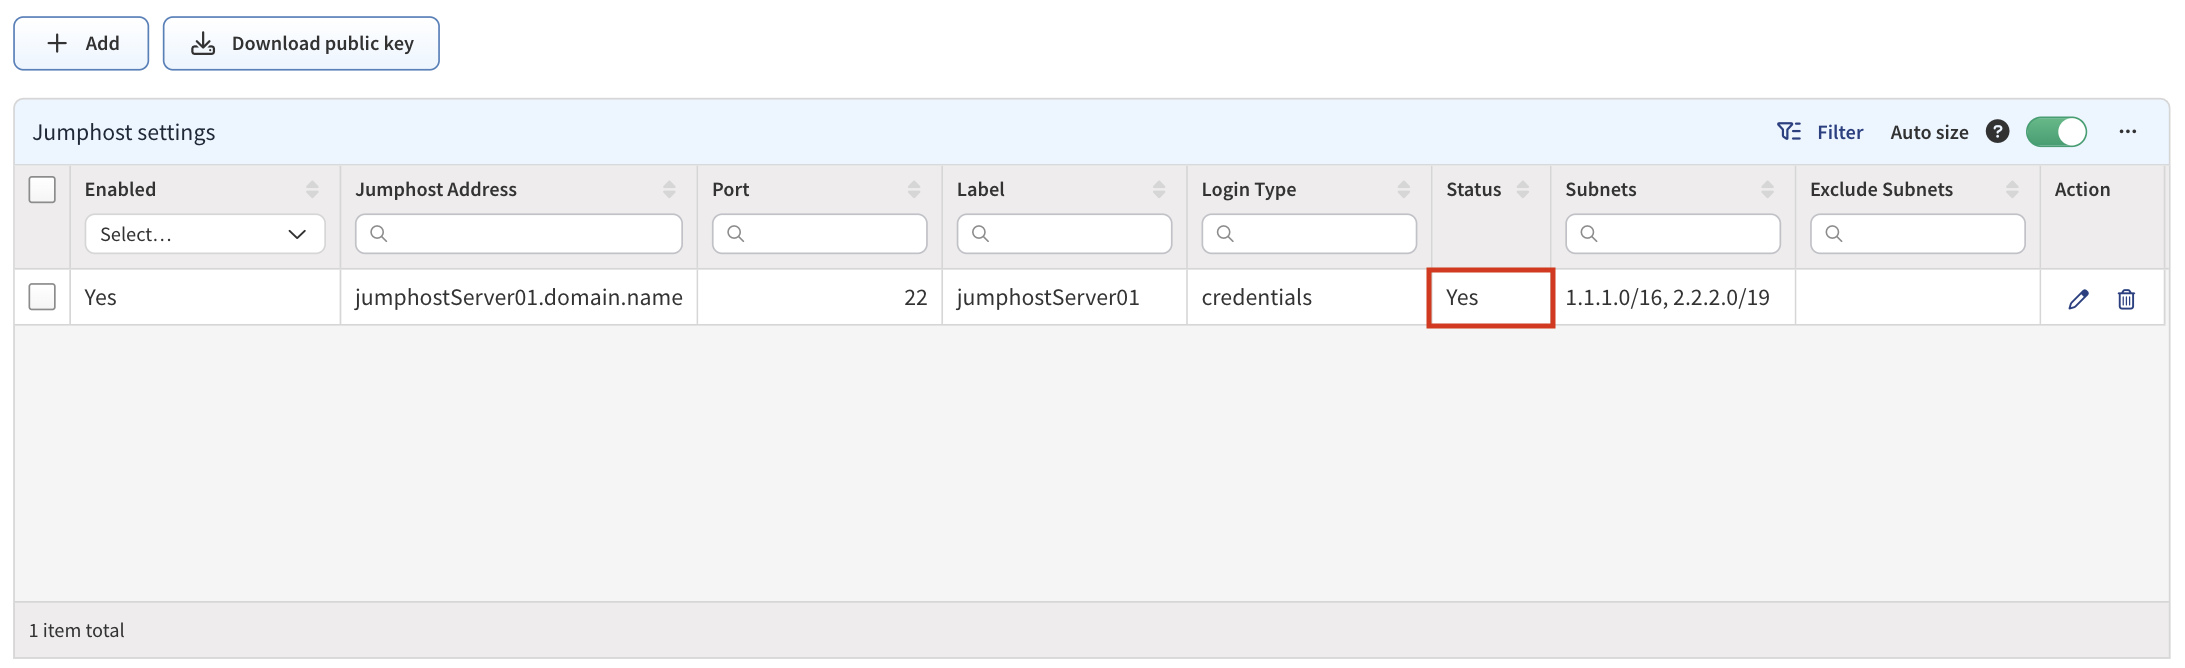 Add
Download public key
Jumphost settings
Filter
Auto size
?
Enabled
Jumphost Address
Port
Label
Login Type
Status
Subnets
Exclude Subnets
Action
Select...
Yes
jumphostServer01.domain.name
22
jumphostServer01
credentials
Yes
1.1.1.0/16, 2.2.2.0/19
1 item total